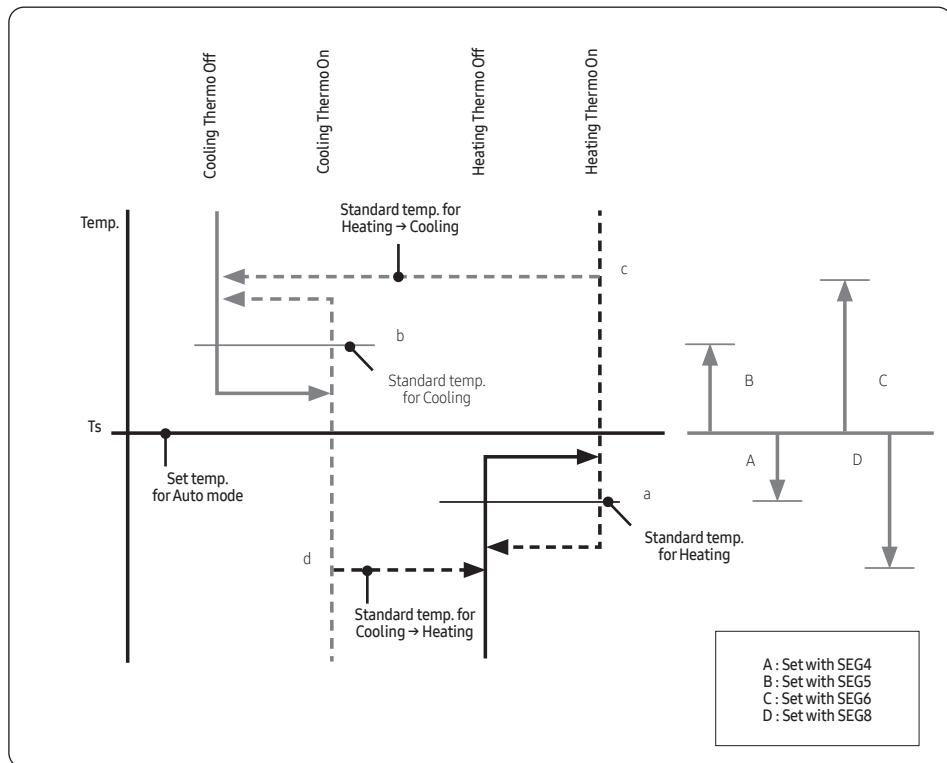 Cooling Thermo Off
Cooling Thermo On
Heating Thermo Off
Heating Thermo On
Temp.
Standard temp. for
Heating → Cooling
c
b
Standard temp.
for Cooling
B
C
Ts
Set temp.
for Auto mode
A
D
a
Standard temp.
for Heating
d
Standard temp. for
Cooling → Heating
A : Set with SEG4
B : Set with SEG5
C : Set with SEG6
D : Set with SEG8